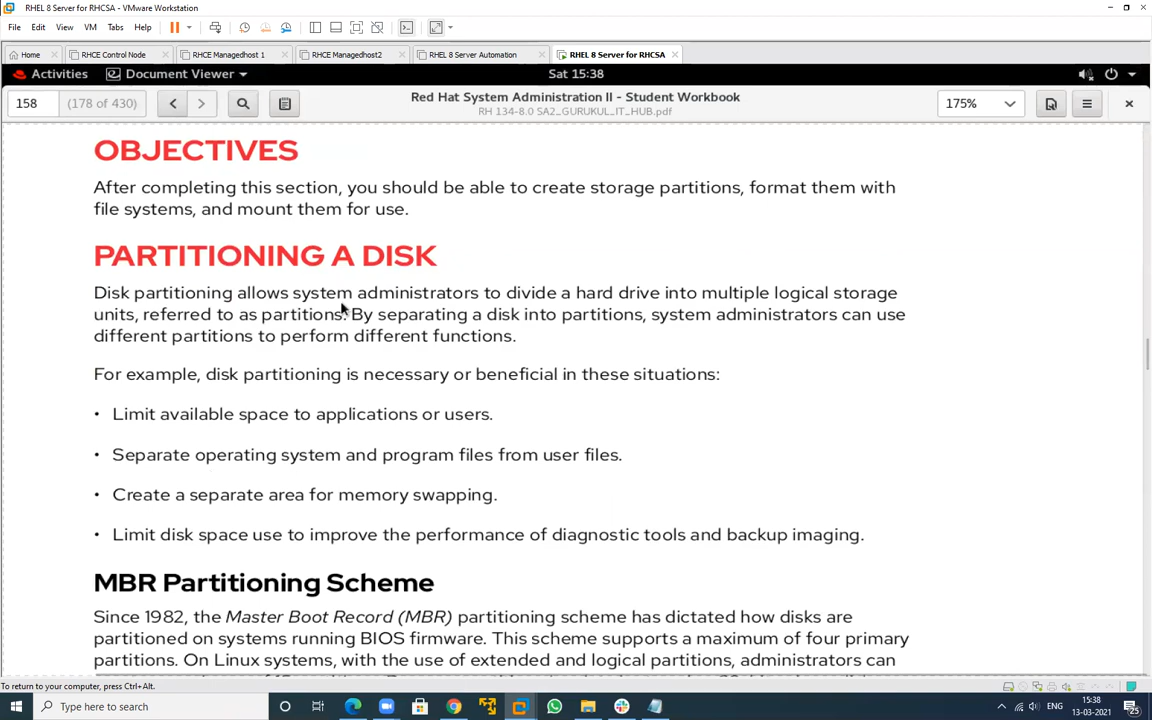 RHEL 8 Server for RHCSA - VMware Workstation
File Edit View VM Tabs Help
Home RHCE Control Node RHCE Managedhost 1 RHCE Managedhost2 RHEL 8 Server Automation RHEL 8 Server for RHCSA
Activities Document Viewer Sat 15:38
158 (178 of 430) Red Hat System Administration II - Student Workbook 175%
RH 134-8.0 SA2_GURUKUL_IT_HUB.pdf
OBJECTIVES
After completing this section, you should be able to create storage partitions, format them with
file systems, and mount them for use.
PARTITIONING A DISK
Disk partitioning allows system administrators to divide a hard drive into multiple logical storage
units, referred to as partitions. By separating a disk into partitions, system administrators can use
different partitions to perform different functions.
For example, disk partitioning is necessary or beneficial in these situations:
• Limit available space to applications or users.
• Separate operating system and program files from user files.
• Create a separate area for memory swapping.
• Limit disk space use to improve the performance of diagnostic tools and backup imaging.
MBR Partitioning Scheme
Since 1982, the Master Boot Record (MBR) partitioning scheme has dictated how disks are
partitioned on systems running BIOS firmware. This scheme supports a maximum of four primary
partitions. On Linux systems, with the use of extended and logical partitions, administrators can
To return to your computer, press Ctrl+Alt.
Type here to search
ENG
15:38
13-03-2021
25